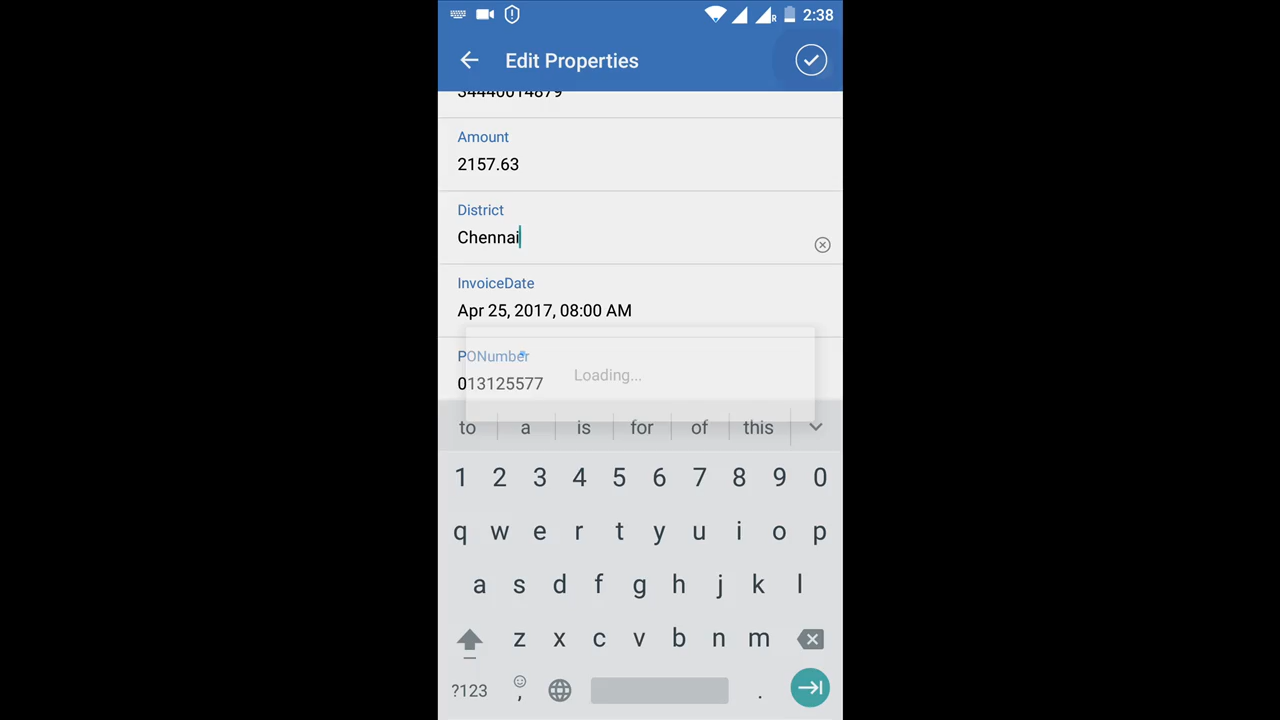 2:38
Edit Properties
34440014879
Amount
2157.63
District
Chennai
InvoiceDate
Apr 25, 2017, 08:00 AM
PONumber
013125577
Loading...
to a is for of this
1 2 3 4 5 6 7 8 9 0
q w e r t y u i o p
a s d f g h j k l
z x c v b n m
?123 , .